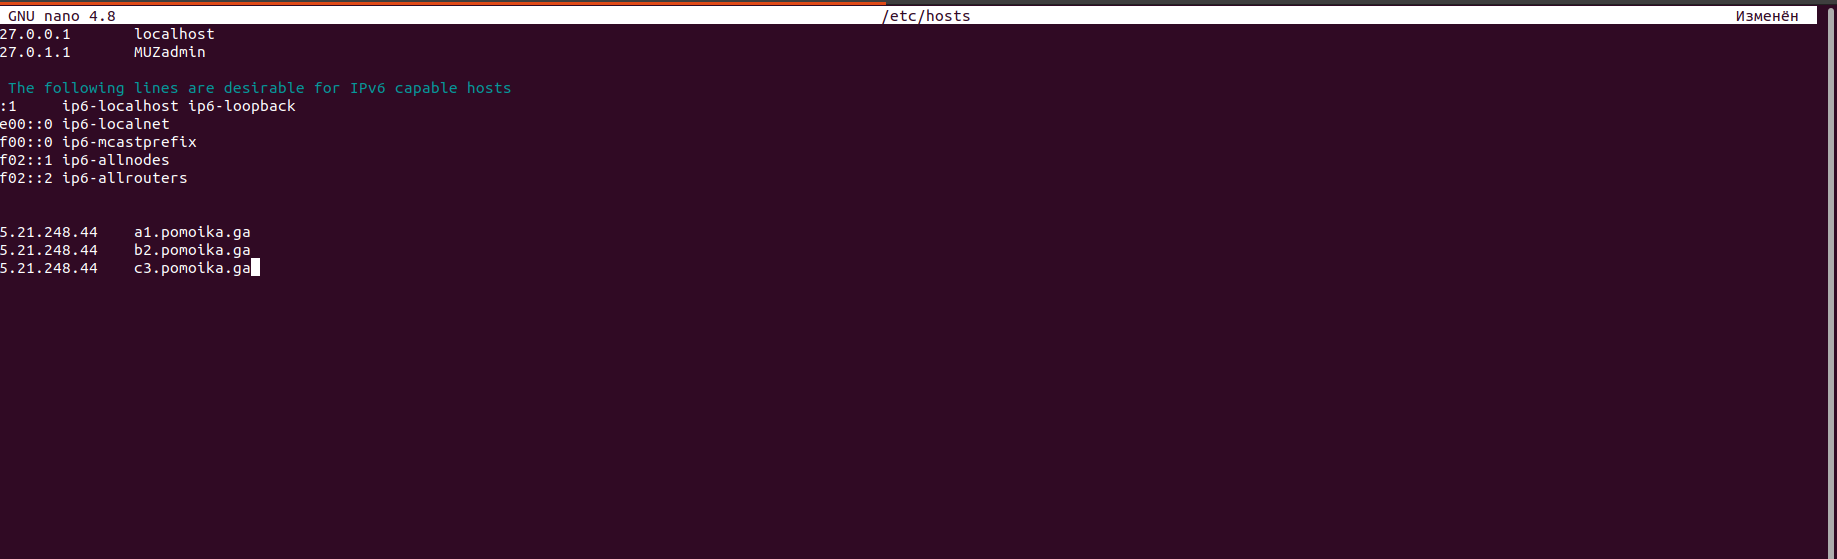 GNU nano 4.8 /etc/hosts Изменён
27.0.0.1 localhost
27.0.1.1 MUZadmin
The following lines are desirable for IPv6 capable hosts
:1 ip6-localhost ip6-loopback
e00::0 ip6-localnet
f00::0 ip6-mcastprefix
f02::1 ip6-allnodes
f02::2 ip6-allrouters
5.21.248.44 a1.pomoika.ga
5.21.248.44 b2.pomoika.ga
5.21.248.44 c3.pomoika.ga